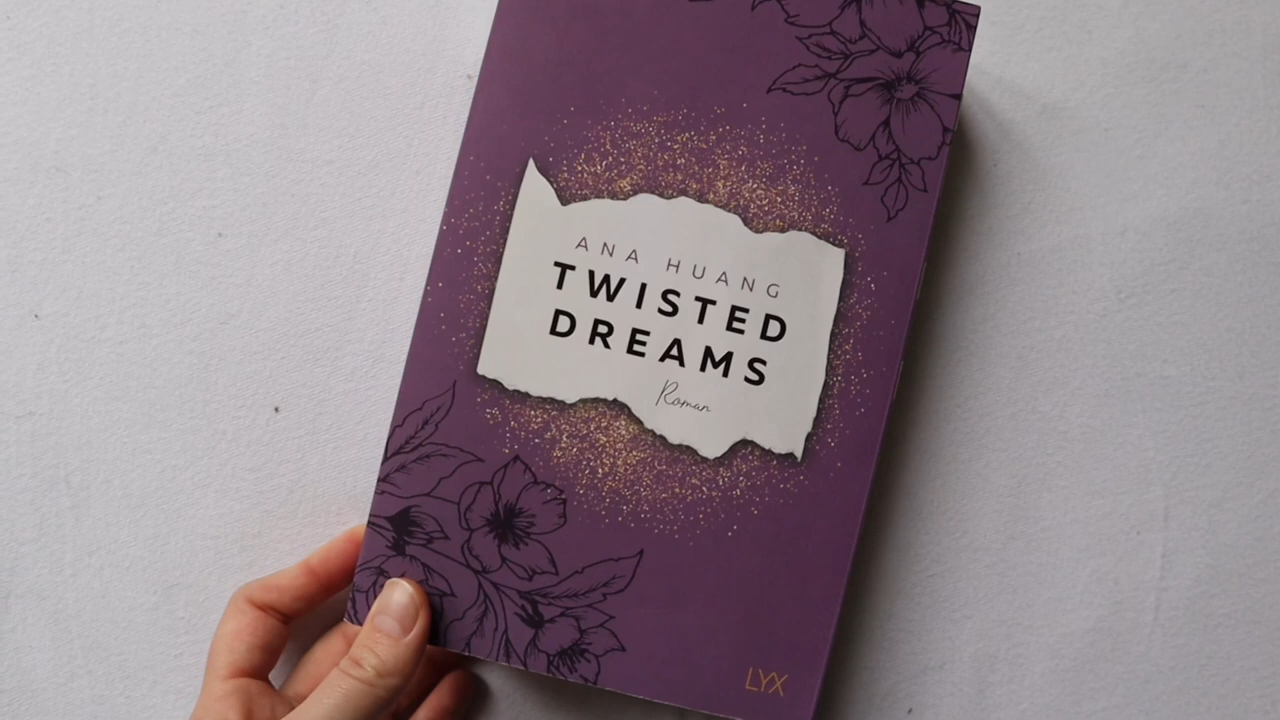 ANA HUANG
TWISTED
DREAMS
Roman
LYX